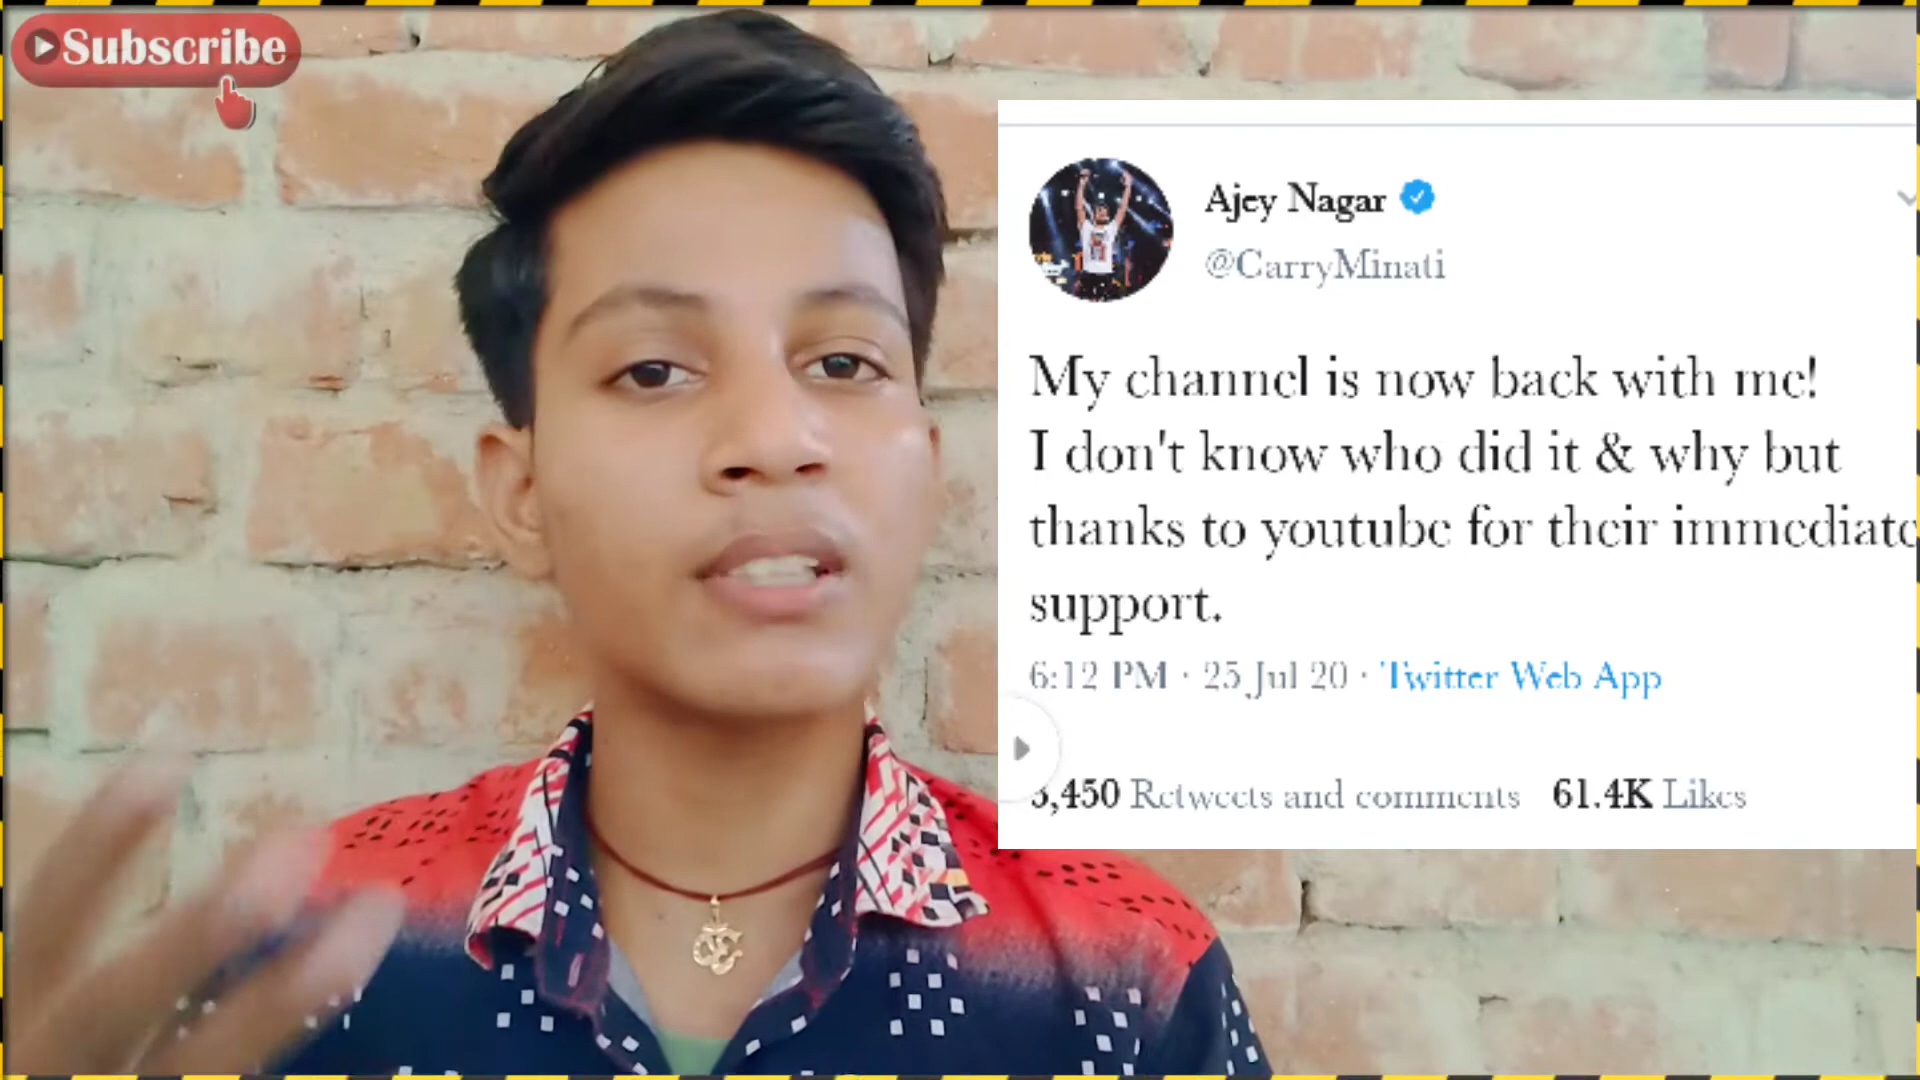 Subscribe
Ajey Nagar
@CarryMinati
My channel is now back with me!
I don't know who did it & why but
thanks to youtube for their immediate
support.
6:12 PM · 25 Jul 20 · Twitter Web App
3,450 Retweets and comments 61.4K Likes